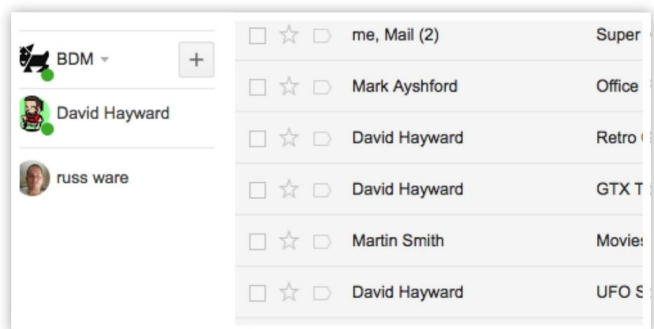 BDM
+
David Hayward
russ ware
me, Mail (2) Super
Mark Ayshford Office
David Hayward Retro
David Hayward GTX T
Martin Smith Movies
David Hayward UFO S